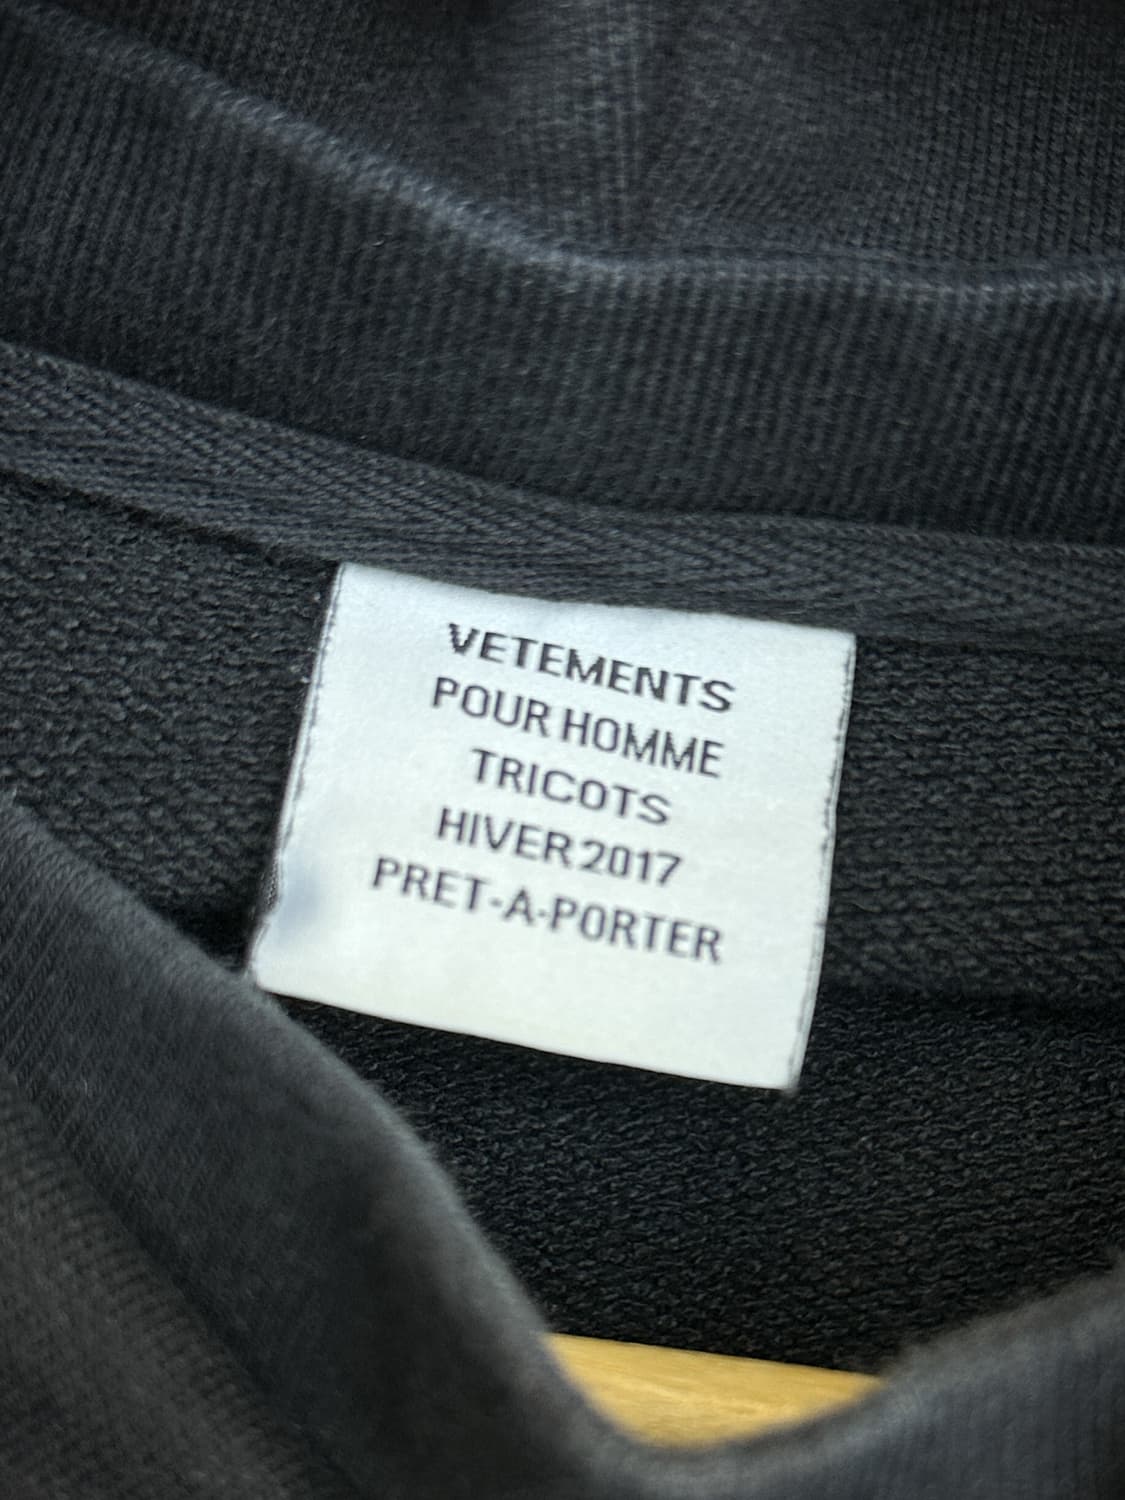 VETEMENTS
POUR HOMME
TRICOTS
HIVER 2017
PRET-A-PORTER